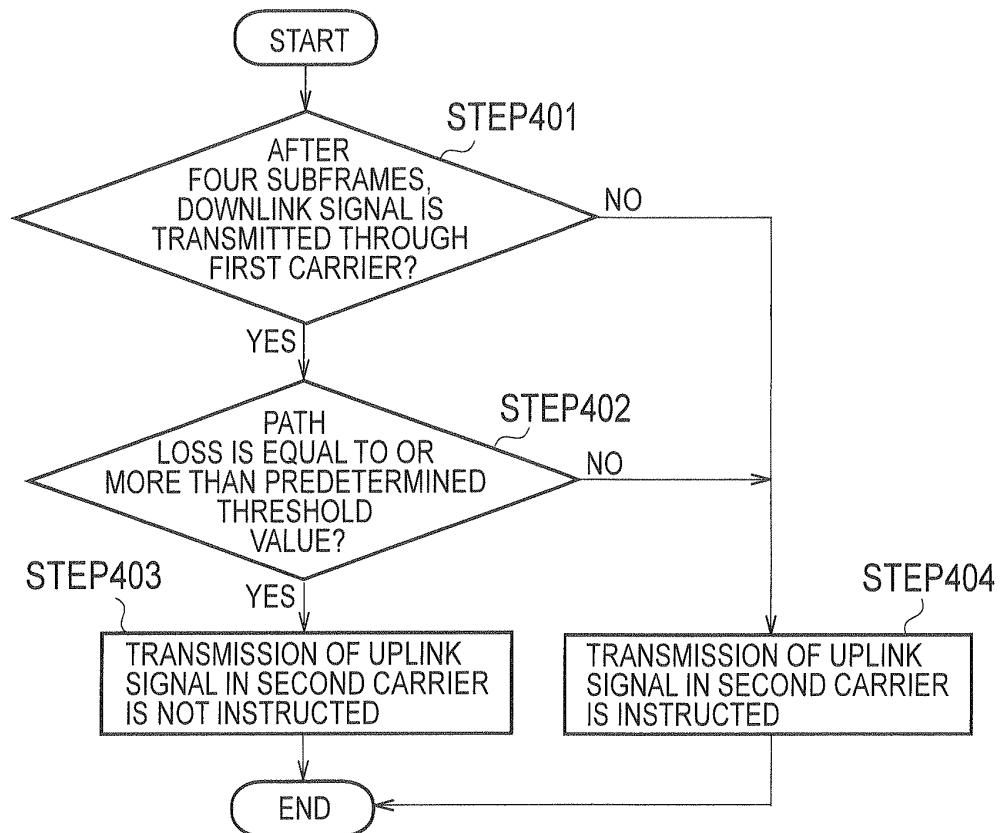 START
STEP401
AFTER
FOUR SUBFRAMES,
DOWNLINK SIGNAL IS
TRANSMITTED THROUGH
FIRST CARRIER?
NO
YES
STEP402
PATH
LOSS IS EQUAL TO OR
MORE THAN PREDETERMINED
THRESHOLD
VALUE?
NO
YES
STEP403
TRANSMISSION OF UPLINK
SIGNAL IN SECOND CARRIER
IS NOT INSTRUCTED
STEP404
TRANSMISSION OF UPLINK
SIGNAL IN SECOND CARRIER
IS INSTRUCTED
END